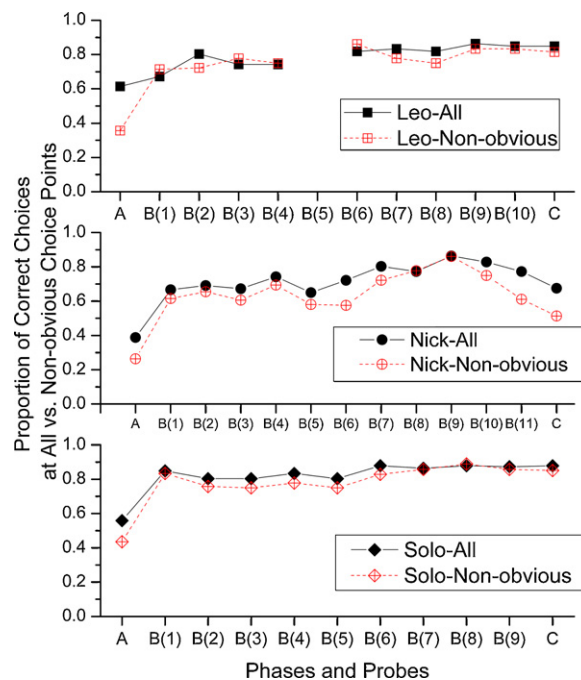 Proportion of Correct Choices
at All vs. Non-obvious Choice Points
1.0
0.8
0.6
0.4
0.2
0.0
Leo-All
Leo-Non-obvious
A B(1) B(2) B(3) B(4) B(5) B(6) B(7) B(8) B(9) B(10) C
1.0
0.8
0.6
0.4
0.2
0.0
Nick-All
Nick-Non-obvious
A B(1) B(2) B(3) B(4) B(5) B(6) B(7) B(8) B(9) B(10) B(11) C
1.0
0.8
0.6
0.4
0.2
0.0
Solo-All
Solo-Non-obvious
A B(1) B(2) B(3) B(4) B(5) B(6) B(7) B(8) B(9) C
Phases and Probes